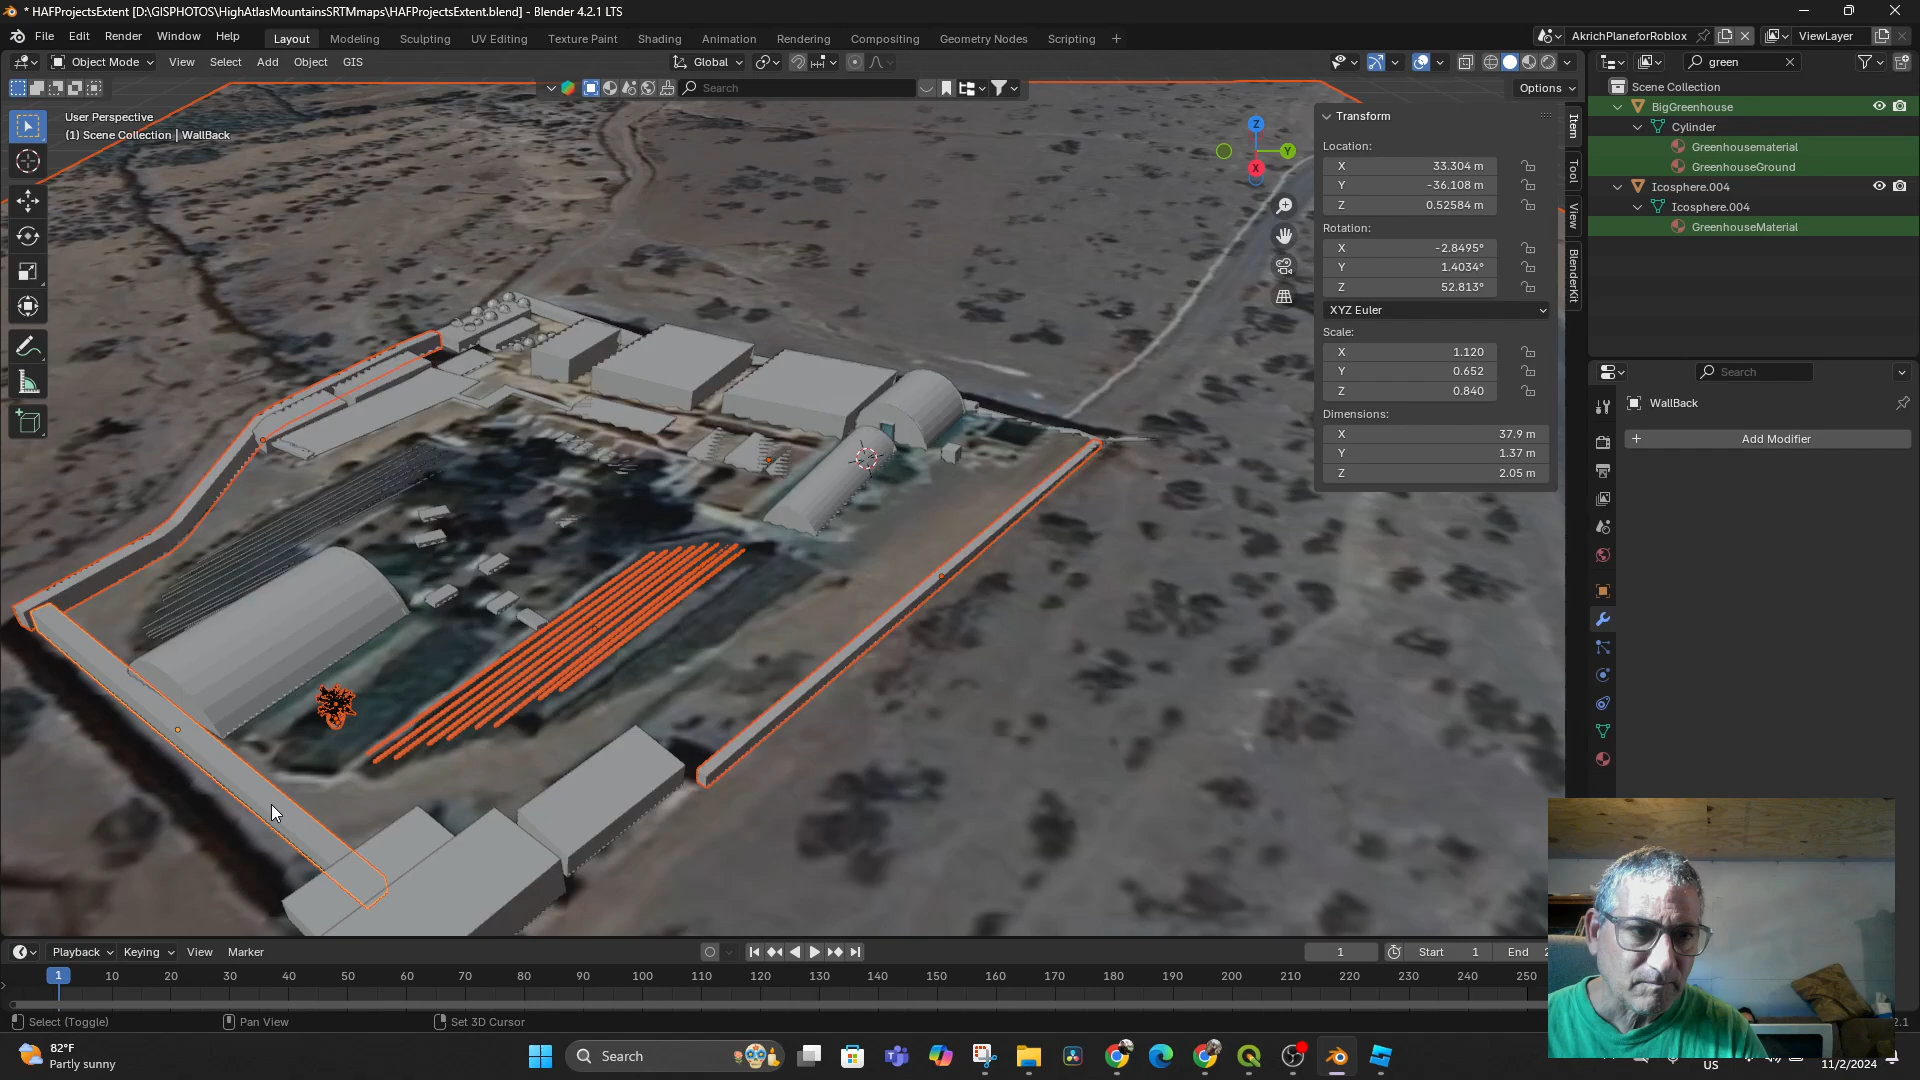 * HAFProjectsExtent [D:\GISPHOTOS\HighAtlasMountainsSRTMmaps\HAFProjectsExtent.blend] - Blender 4.2.1 LTS
File Edit Render Window Help Layout Modeling Sculpting UV Editing Texture Paint Shading Animation Rendering Compositing Geometry Nodes Scripting + AkrichPlaneforRoblox ViewLayer
Object Mode View Select Add Object GIS Global green
Search Options
User Perspective
(1) Scene Collection | WallBack
Z
Y
X
Transform
Location:
X 33.304 m
Y -36.108 m
Z 0.52584 m
Rotation:
X -2.8495°
Y 1.4034°
Z 52.813°
XYZ Euler
Scale:
X 1.120
Y 0.652
Z 0.840
Dimensions:
X 37.9 m
Y 1.37 m
Z 2.05 m
Item
Tool
View
BlenderKit
Scene Collection
BigGreenhouse
Cylinder
Greenhousematerial
GreenhouseGround
Icosphere.004
Icosphere.004
GreenhouseMaterial
Search
WallBack
+ Add Modifier
Playback Keying View Marker 1 Start 1 End 2
1 10 20 30 40 50 60 70 80 90 100 110 120 130 140 150 160 170 180 190 200 210 220 230 240 250
Select (Toggle) Pan View Set 3D Cursor 2.1
82°F
Partly sunny
Search
US
11/2/2024